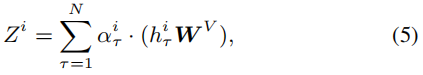 Z^i = \sum_{\tau=1}^{N} \alpha_\tau^i \cdot (h_\tau^i \boldsymbol{W}^V), (5)